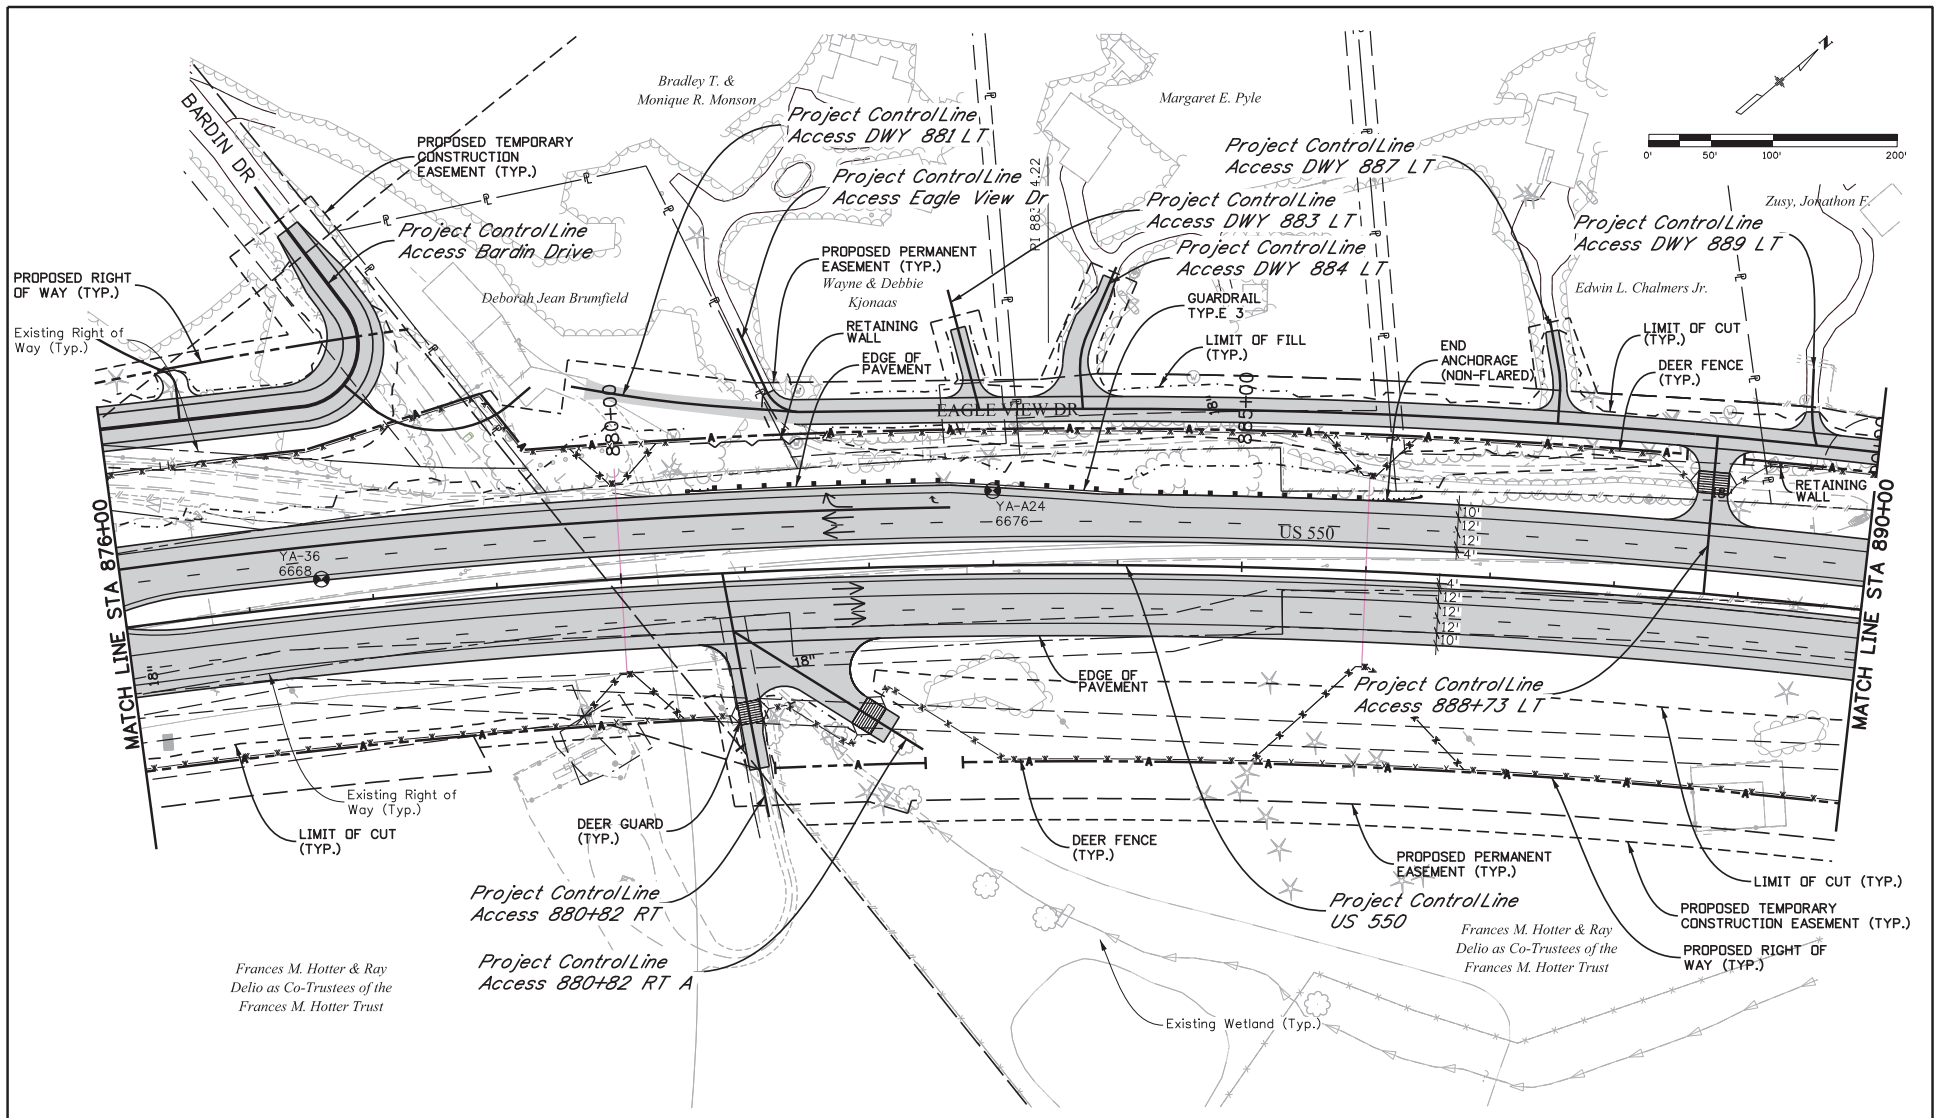 Bradley T. &
Monique R. Monson
Margaret E. Pyle
N
0'
50'
100'
200'
BARDIN DR
PROPOSED TEMPORARY
CONSTRUCTION
EASEMENT (TYP.)
Project Control Line
Access DWY 881 LT
Project Control Line
Access Eagle View Dr
Project Control Line
Access DWY 887 LT
Project Control Line
Access DWY 883 LT
Project Control Line
Access DWY 884 LT
Zusy, Jonathon F.
Project Control Line
Access DWY 889 LT
Project Control Line
Access Bardin Drive
PROPOSED PERMANENT
EASEMENT (TYP.)
Wayne & Debbie
Kjonaas
PROPOSED RIGHT
OF WAY (TYP.)
Deborah Jean Brumfield
Edwin L. Chalmers Jr.
GUARDRAIL
TYP.E 3
Existing Right of
Way (Typ.)
RETAINING
WALL
EDGE OF
PAVEMENT
LIMIT OF FILL
(TYP.)
END
ANCHORAGE
(NON-FLARED)
LIMIT OF CUT
(TYP.)
DEER FENCE
(TYP.)
EAGLE VIEW DR
18"
880+00
885+00
RETAINING
WALL
18"
MATCH LINE STA 876+00
MATCH LINE STA 890+00
YA-A24
6676
YA-36
6668
US 550
10'
12'
12'
4'
4'
12'
12'
12'
10'
18"
18"
EDGE OF
PAVEMENT
Project Control Line
Access 888+73 LT
Existing Right of
Way (Typ.)
LIMIT OF CUT
(TYP.)
DEER GUARD
(TYP.)
DEER FENCE
(TYP.)
PROPOSED PERMANENT
EASEMENT (TYP.)
LIMIT OF CUT (TYP.)
Project Control Line
Access 880+82 RT
Project Control Line
US 550
PROPOSED TEMPORARY
CONSTRUCTION EASEMENT (TYP.)
Frances M. Hotter & Ray
Delio as Co-Trustees of the
Frances M. Hotter Trust
PROPOSED RIGHT OF
WAY (TYP.)
Project Control Line
Access 880+82 RT A
Frances M. Hotter & Ray
Delio as Co-Trustees of the
Frances M. Hotter Trust
Existing Wetland (Typ.)